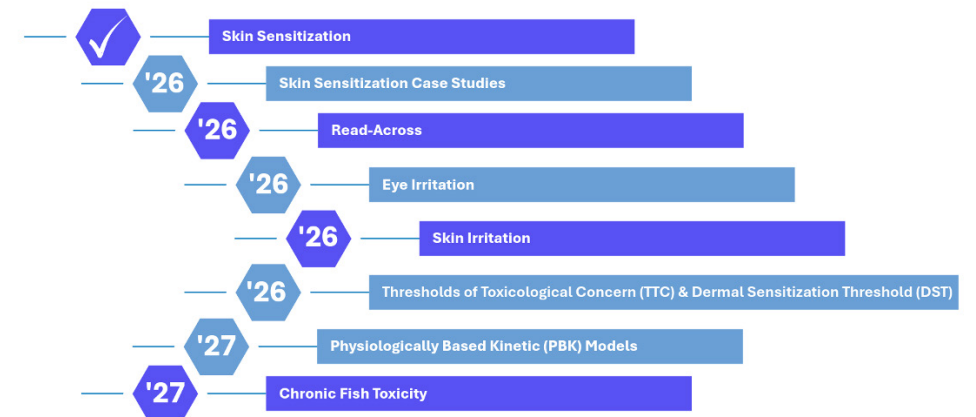 Skin Sensitization
'26 Skin Sensitization Case Studies
'26 Read-Across
'26 Eye Irritation
'26 Skin Irritation
'26 Thresholds of Toxicological Concern (TTC) & Dermal Sensitization Threshold (DST)
'27 Physiologically Based Kinetic (PBK) Models
'27 Chronic Fish Toxicity